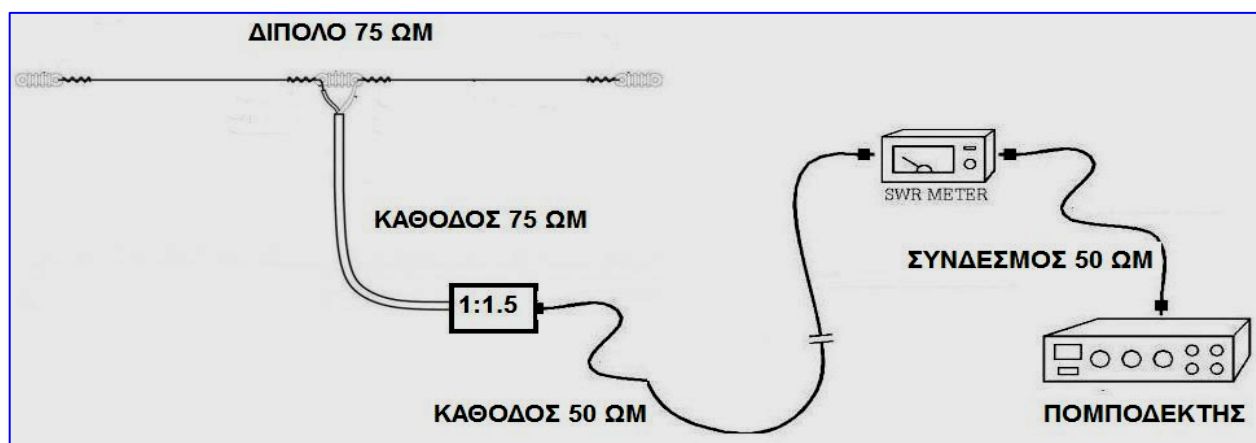 ΔΙΠΟΛΟ 75 ΩΜ
SWR METER
ΚΑΘΟΔΟΣ 75 ΩΜ
ΣΥΝΔΕΣΜΟΣ 50 ΩΜ
1:1.5
ΚΑΘΟΔΟΣ 50 ΩΜ
ΠΟΜΠΟΔΕΚΤΗΣ